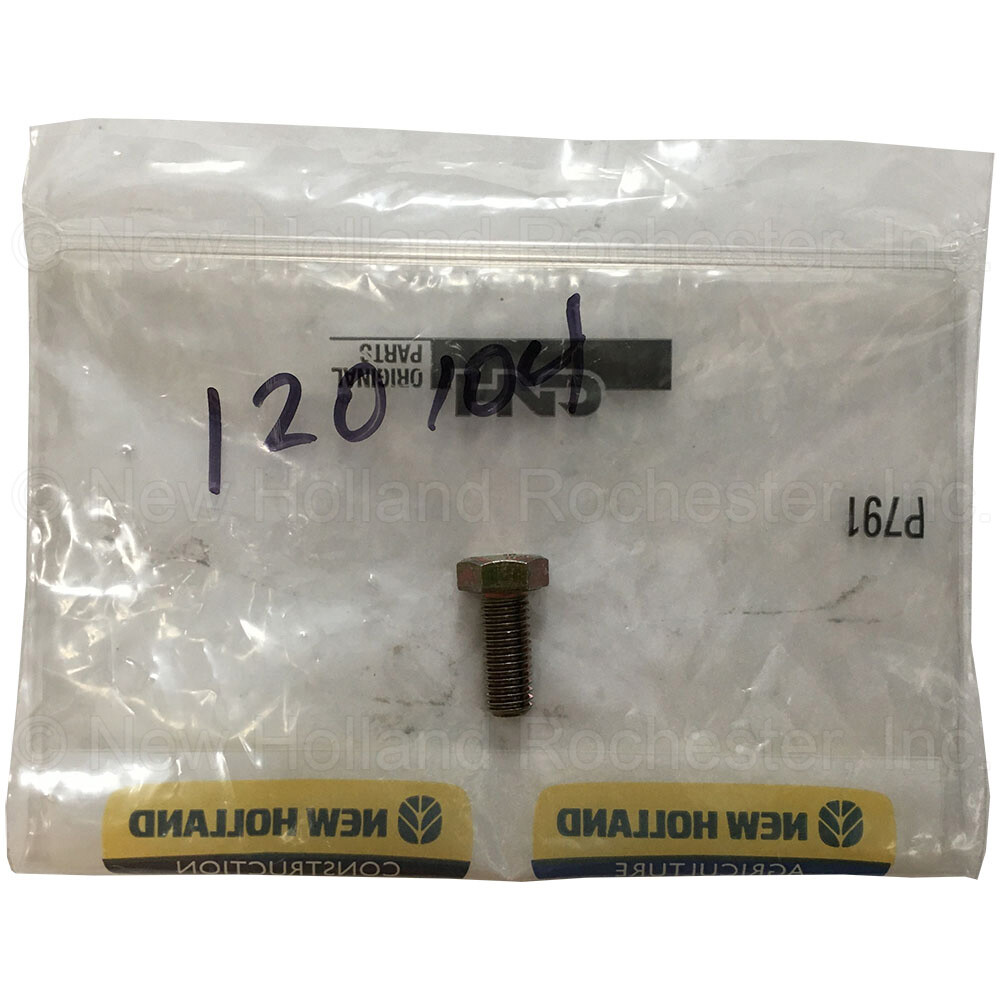 © New Holland Rochester, Inc.
ORIGINAL
PARTS
CNH
120104
© New Holland Rochester, Inc.
P791
© New Holland Rochester, Inc.
NEW HOLLAND
CONSTRUCTION
NEW HOLLAND
AGRICULTURE